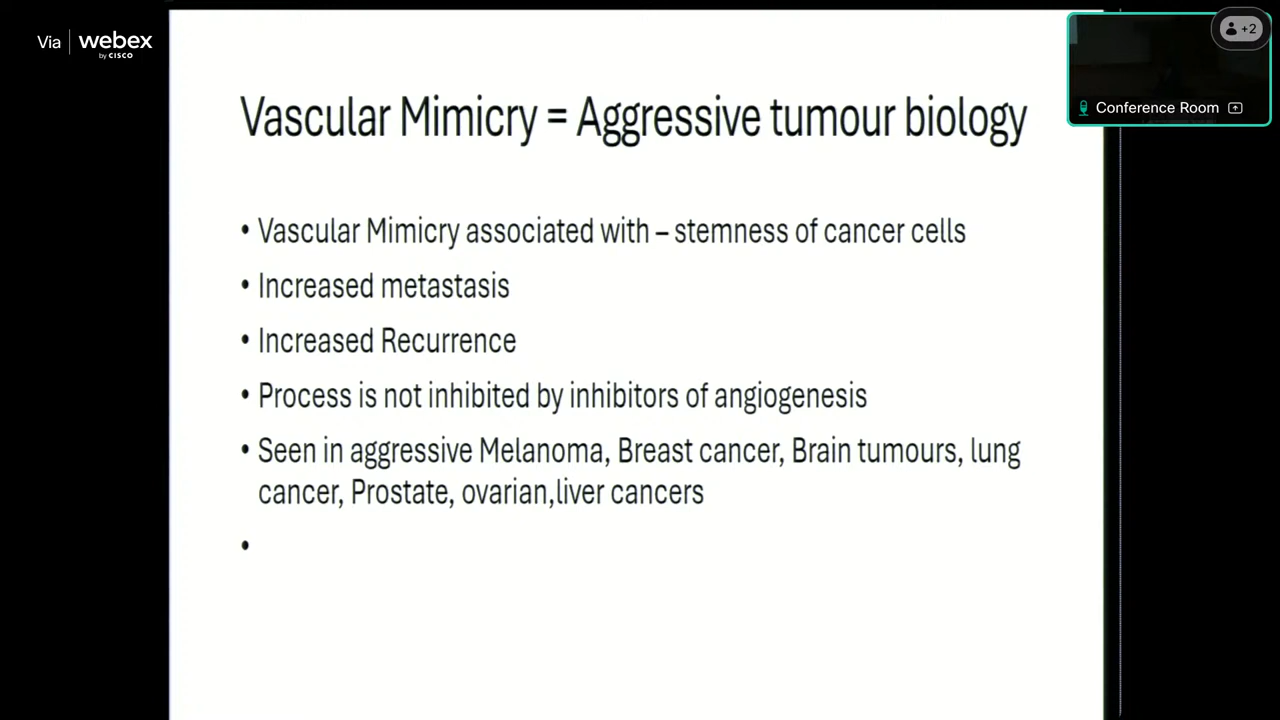 Via webex
by CISCO
+2
Conference Room
Vascular Mimicry = Aggressive tumour biology
• Vascular Mimicry associated with – stemness of cancer cells
• Increased metastasis
• Increased Recurrence
• Process is not inhibited by inhibitors of angiogenesis
• Seen in aggressive Melanoma, Breast cancer, Brain tumours, lung
cancer, Prostate, ovarian,liver cancers
•